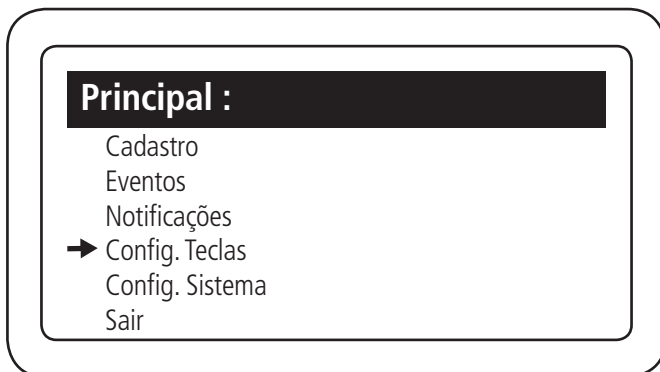 Principal :
Cadastro
Eventos
Notificações
Config. Teclas
Config. Sistema
Sair